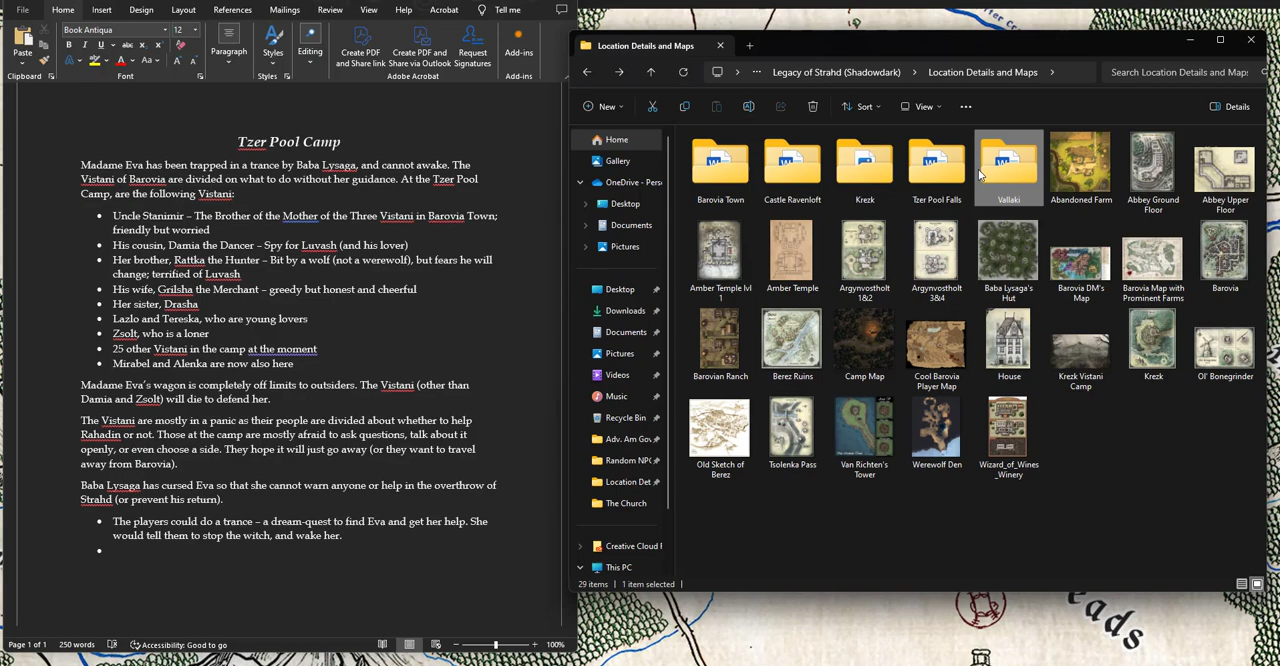 File Home Insert Design Layout References Mailings Review View Help Acrobat Tell me
Book Antiqua 12
Paste
B I U abc x x
A A Aa A A
Paragraph Styles Editing
Create PDF and Share link
Create PDF and Share via Outlook
Request Signatures
Add-ins
Clipboard Font Styles Adobe Acrobat Add-ins
Tzer Pool Camp
Madame Eva has been trapped in a trance by Baba Lysaga, and cannot awake. The
Vistani of Barovia are divided on what to do without her guidance. At the Tzer Pool
Camp, are the following Vistani:
• Uncle Stanimir – The Brother of the Mother of the Three Vistani in Barovia Town;
friendly but worried
• His cousin, Damia the Dancer – Spy for Luvash (and his lover)
• Her brother, Rattka the Hunter – Bit by a wolf (not a werewolf), but fears he will
change; terrified of Luvash
• His wife, Grilsha the Merchant – greedy but honest and cheerful
• Her sister, Drasha
• Lazlo and Tereska, who are young lovers
• Zsolt, who is a loner
• 25 other Vistani in the camp at the moment
• Mirabel and Alenka are now also here
Madame Eva's wagon is completely off limits to outsiders. The Vistani (other than
Damia and Zsolt) will die to defend her.
The Vistani are mostly in a panic as their people are divided about whether to help
Rahadin or not. Those at the camp are mostly afraid to ask questions, talk about it
openly, or even choose a side. They hope it will just go away (or they want to travel
away from Barovia).
Baba Lysaga has cursed Eva so that she cannot warn anyone or help in the overthrow of
Strahd (or prevent his return).
• The players could do a trance – a dream-quest to find Eva and get her help. She
would tell them to stop the witch, and wake her.
•
Page 1 of 1 250 words Accessibility: Good to go 100%
Location Details and Maps
Legacy of Strahd (Shadowdark) > Location Details and Maps > Search Location Details and Maps
New Sort View ... Details
Home
Gallery
OneDrive - Pers
Desktop
Documents
Pictures
Desktop
Downloads
Documents
Pictures
Videos
Music
Recycle Bin
Adv. Am Gov
Random NPC
Location Det
The Church
Creative Cloud F
This PC
Barovia Town
Castle Ravenloft
Krezk
Tzer Pool Falls
Vallaki
Abandoned Farm
Abbey Ground Floor
Abbey Upper Floor
Amber Temple lvl 1
Amber Temple
Argynvostholt 1&2
Argynvostholt 3&4
Baba Lysaga's Hut
Barovia DM's Map
Barovia Map with Prominent Farms
Barovia
Barovian Ranch
Berez Ruins
Camp Map
Cool Barovia Player Map
House
Krezk Vistani Camp
Krezk
Ol' Bonegrinder
Old Sketch of Berez
Tsolenka Pass
Van Richten's Tower
Werewolf Den
Wizard_of_Wines_Winery
29 items 1 item selected
eads